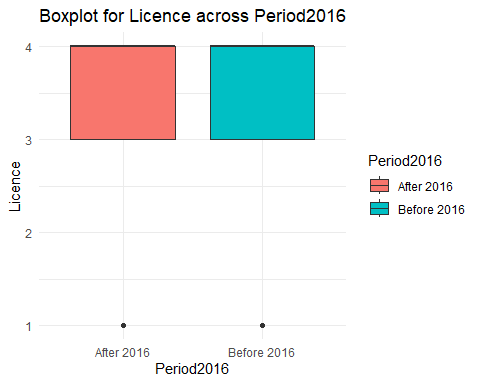 Boxplot for Licence across Period2016
4
3
2
1
Licence
After 2016
Before 2016
Period2016
Period2016
After 2016
Before 2016